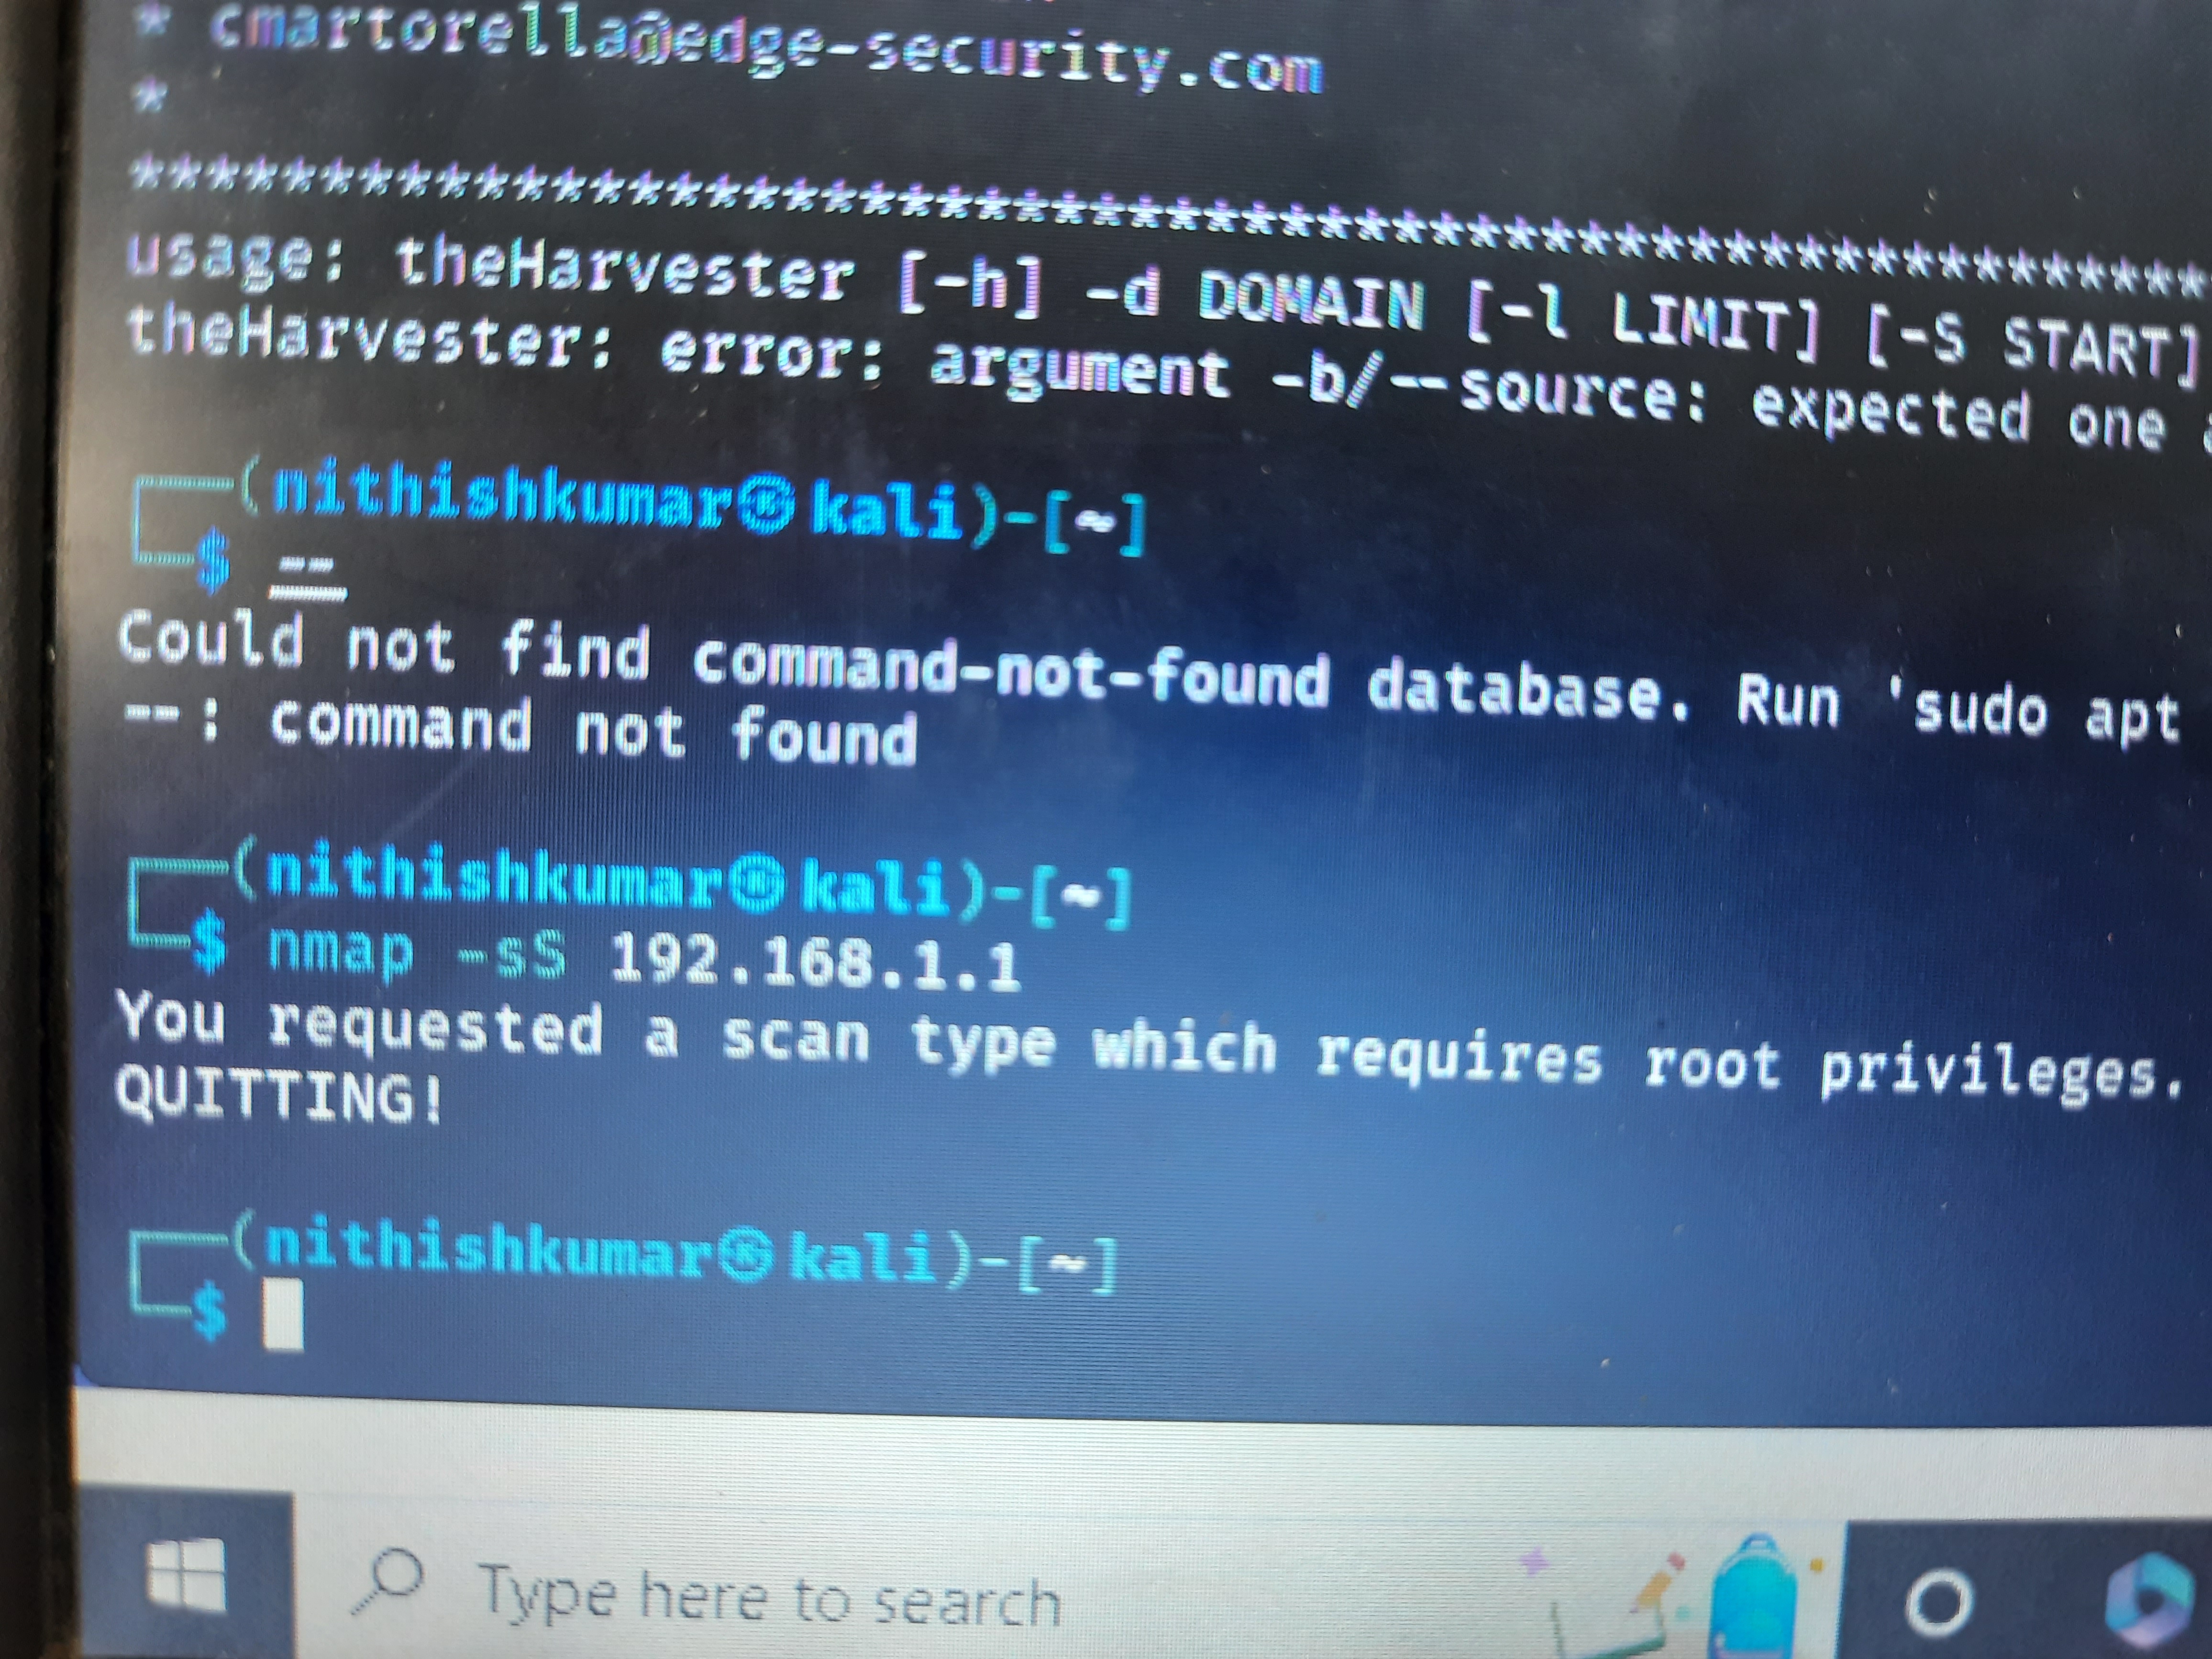 * cmartorella@edge-security.com
*
*******************************************************
usage: theHarvester [-h] -d DOMAIN [-l LIMIT] [-S START]
theHarvester: error: argument -b/--source: expected one
(nithishkumar㉿kali)-[~]
$ --
Could not find command-not-found database. Run 'sudo apt
--: command not found
(nithishkumar㉿kali)-[~]
$ nmap -sS 192.168.1.1
You requested a scan type which requires root privileges.
QUITTING!
(nithishkumar㉿kali)-[~]
$
Type here to search